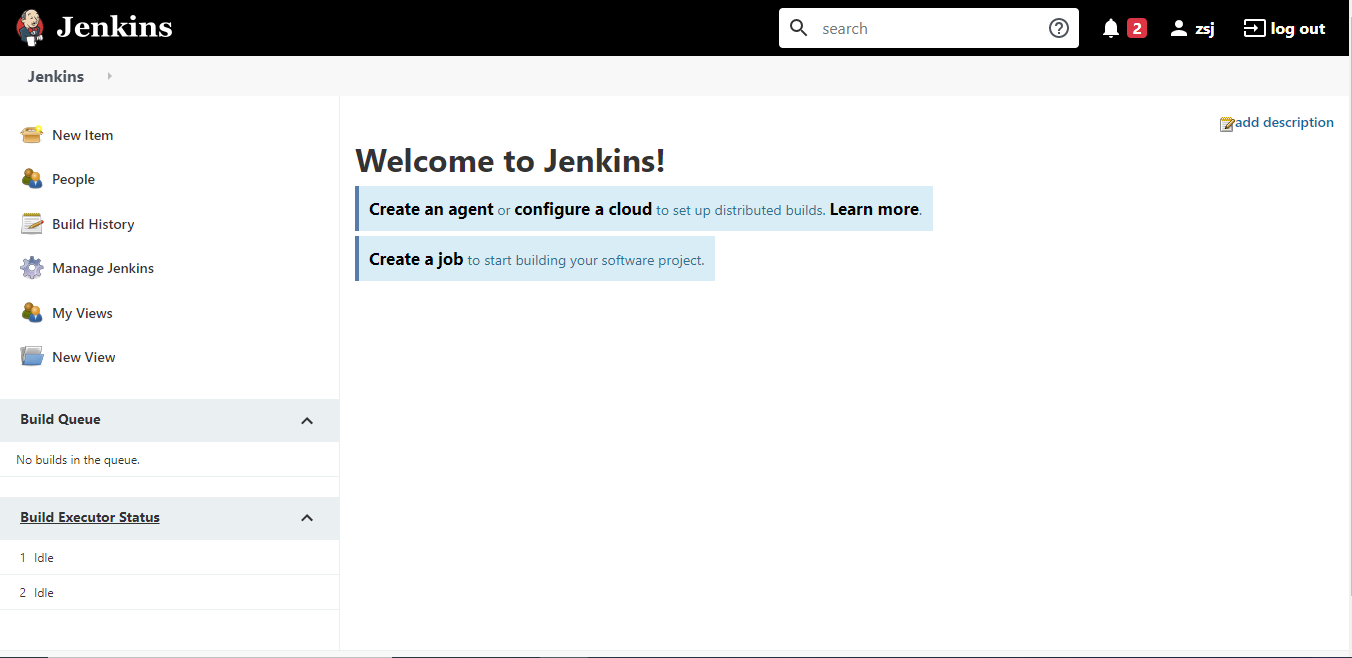 Jenkins
search
2
zsj
log out
Jenkins
New Item
People
Build History
Manage Jenkins
My Views
New View
Build Queue
No builds in the queue.
Build Executor Status
1 Idle
2 Idle
add description
Welcome to Jenkins!
Create an agent or configure a cloud to set up distributed builds. Learn more.
Create a job to start building your software project.